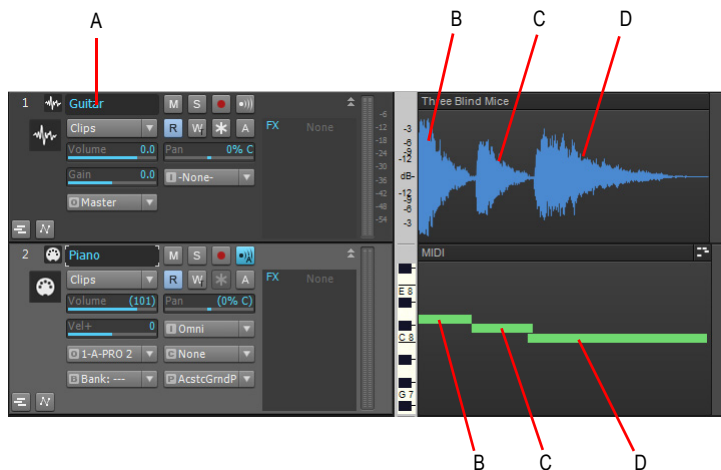 A
B
C
D
1 Guitar M S
Clips R W * A
Volume 0.0 Pan 0% C
Gain 0.0 I -None-
O Master
FX None
-6
-12
-18
-24
-30
-36
-42
-48
-54
-3
-6
-9
-12
dB-
-12
-9
-6
-3
Three Blind Mice
2 Piano M S
Clips R W * A
Volume (101) Pan (0% C)
Vel+ 0 I Omni
O 1-A-PRO 2 C None
B Bank: --- P AcstcGrndP
FX None
E 8
C 8
G 7
MIDI
B
C
D